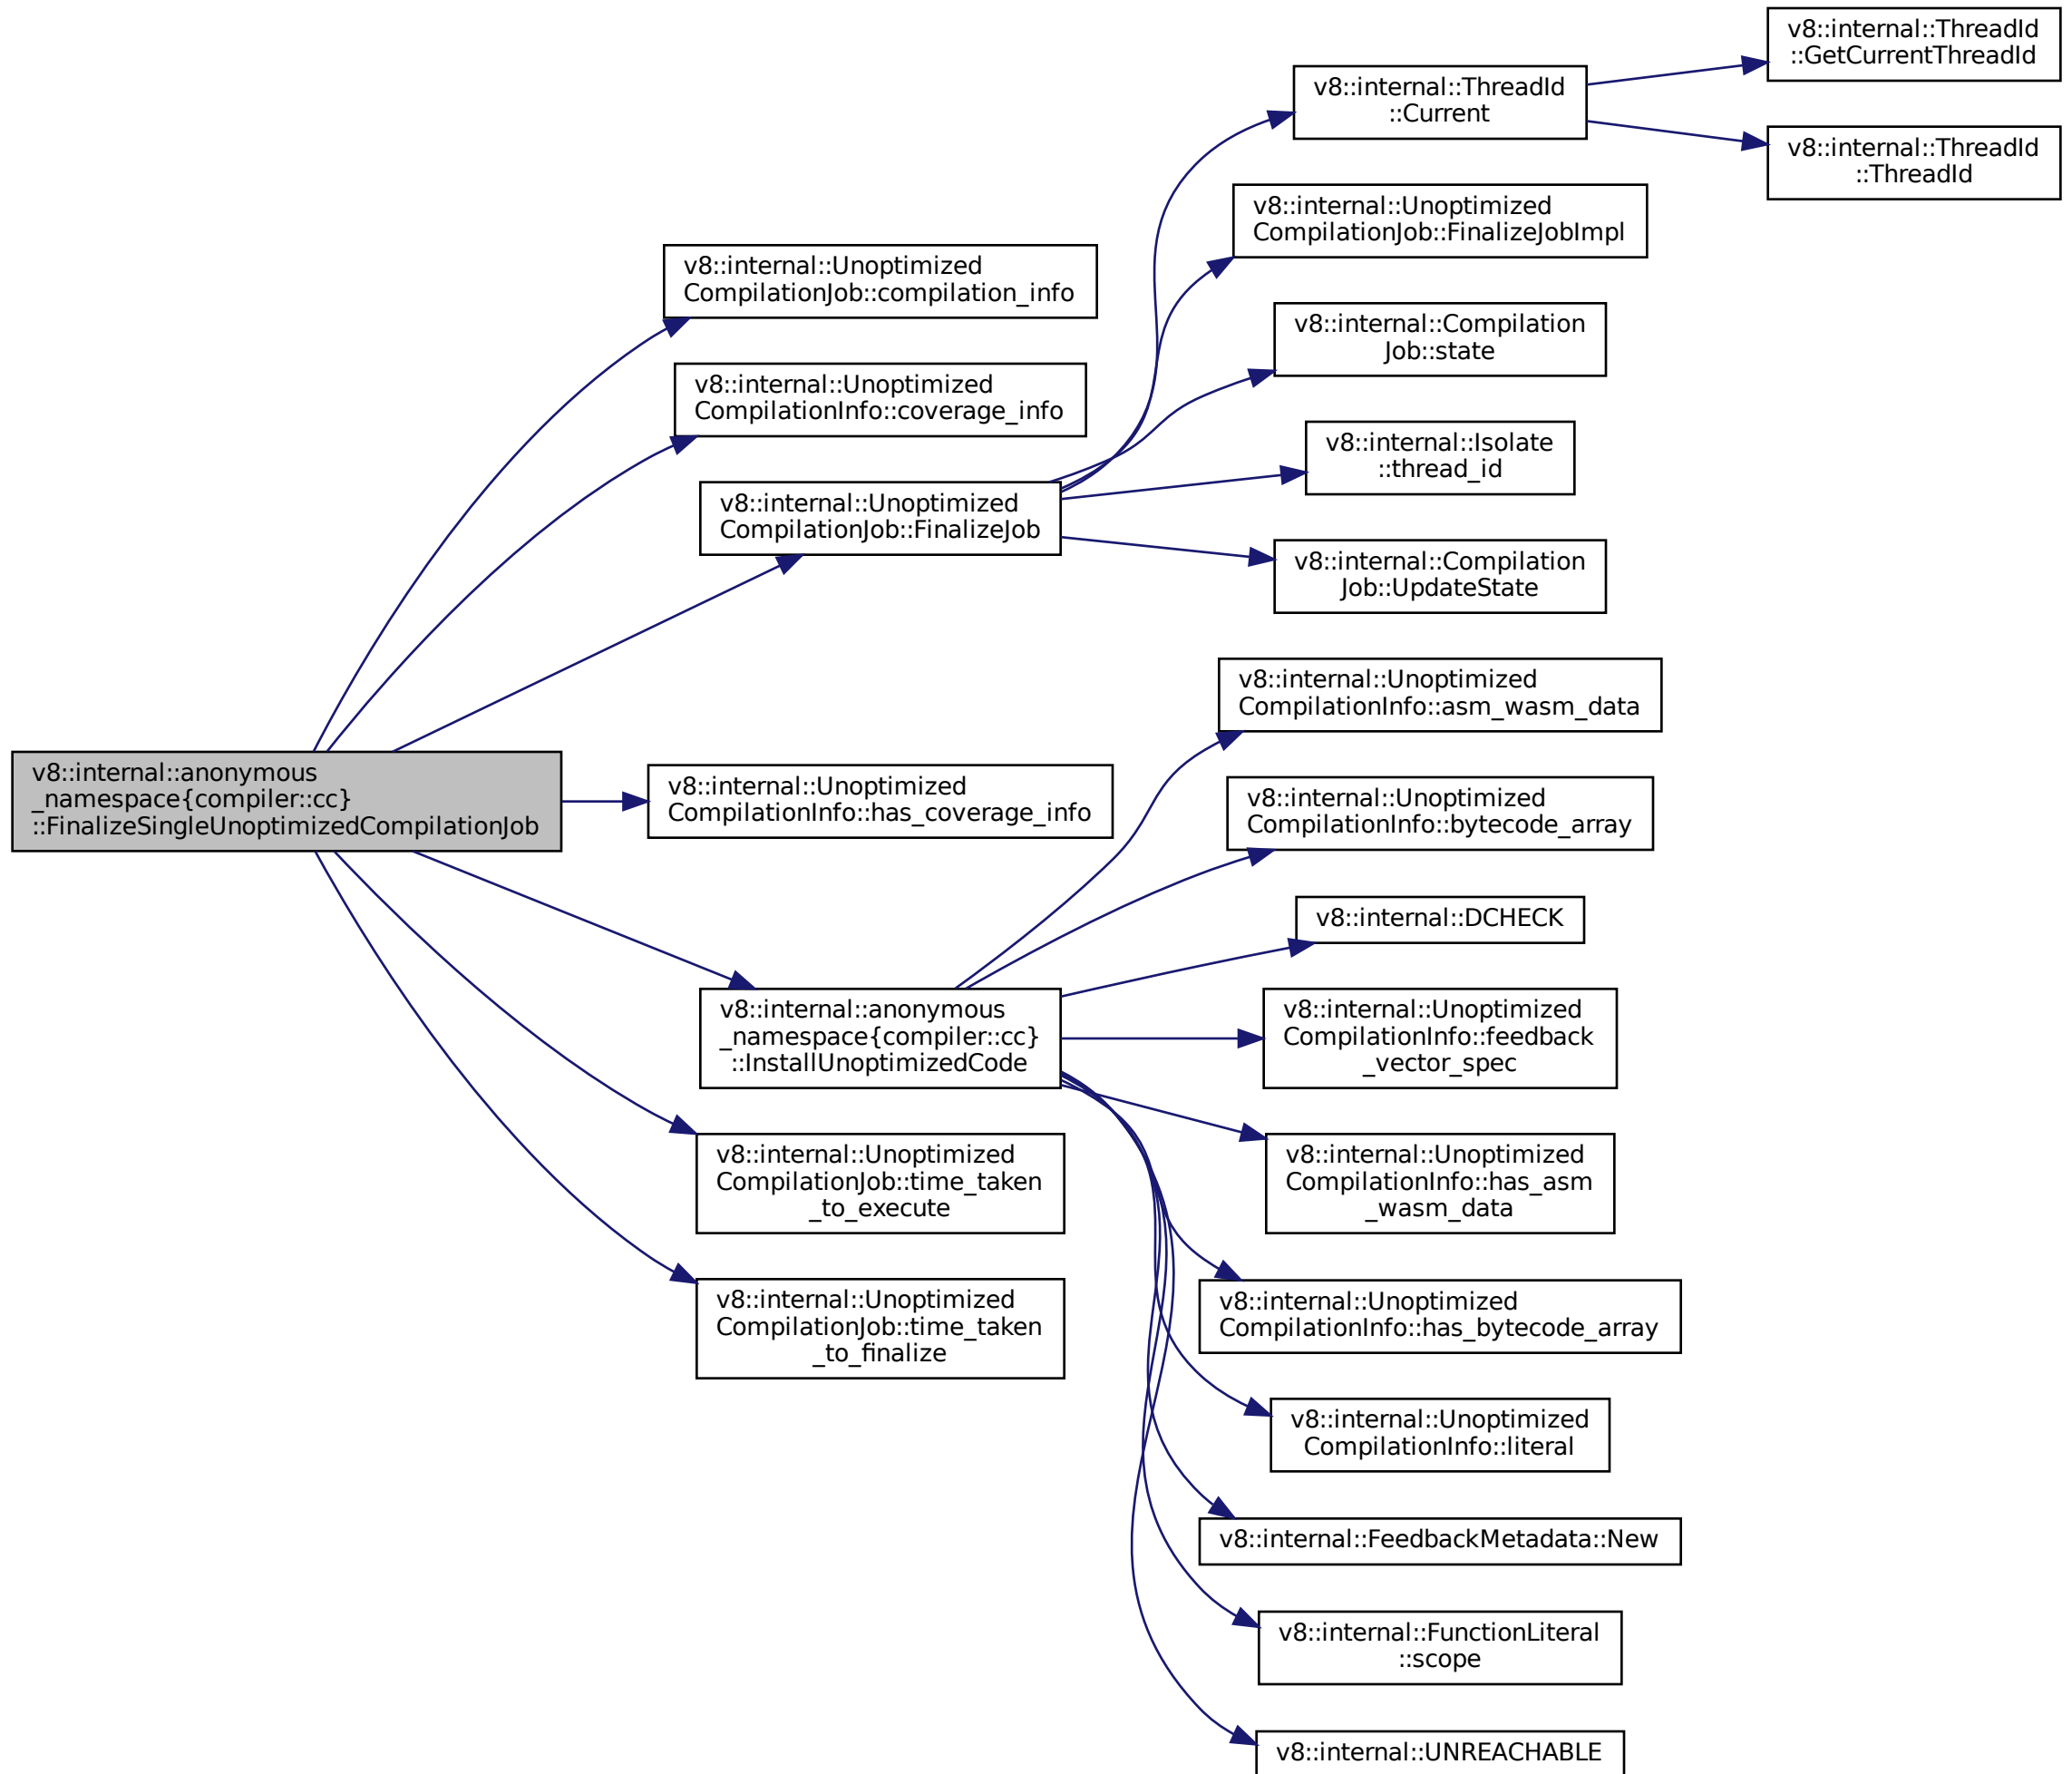 v8::internal::ThreadId
::GetCurrentThreadId
v8::internal::ThreadId
::Current
v8::internal::ThreadId
::ThreadId
v8::internal::Unoptimized
CompilationJob::FinalizeJobImpl
v8::internal::Unoptimized
CompilationJob::compilation_info
v8::internal::Compilation
Job::state
v8::internal::Unoptimized
CompilationInfo::coverage_info
v8::internal::Isolate
::thread_id
v8::internal::Unoptimized
CompilationJob::FinalizeJob
v8::internal::Compilation
Job::UpdateState
v8::internal::Unoptimized
CompilationInfo::asm_wasm_data
v8::internal::anonymous
_namespace{compiler::cc}
::FinalizeSingleUnoptimizedCompilationJob
v8::internal::Unoptimized
CompilationInfo::has_coverage_info
v8::internal::Unoptimized
CompilationInfo::bytecode_array
v8::internal::DCHECK
v8::internal::anonymous
_namespace{compiler::cc}
::InstallUnoptimizedCode
v8::internal::Unoptimized
CompilationInfo::feedback
_vector_spec
v8::internal::Unoptimized
CompilationJob::time_taken
_to_execute
v8::internal::Unoptimized
CompilationInfo::has_asm
_wasm_data
v8::internal::Unoptimized
CompilationJob::time_taken
_to_finalize
v8::internal::Unoptimized
CompilationInfo::has_bytecode_array
v8::internal::Unoptimized
CompilationInfo::literal
v8::internal::FeedbackMetadata::New
v8::internal::FunctionLiteral
::scope
v8::internal::UNREACHABLE